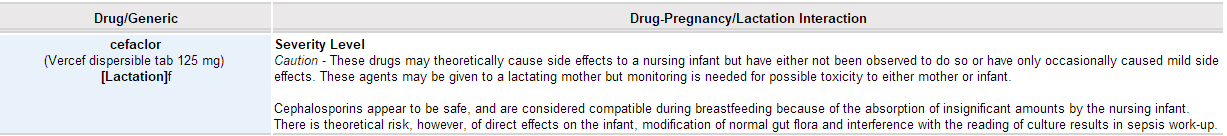 Drug/Generic
Drug-Pregnancy/Lactation Interaction
cefaclor
(Vercef dispersible tab 125 mg)
[Lactation]f
Severity Level
Caution - These drugs may theoretically cause side effects to a nursing infant but have either not been observed to do so or have only occasionally caused mild side
effects. These agents may be given to a lactating mother but monitoring is needed for possible toxicity to either mother or infant.
Cephalosporins appear to be safe, and are considered compatible during breastfeeding because of the absorption of insignificant amounts by the nursing infant.
There is theoretical risk, however, of direct effects on the infant, modification of normal gut flora and interference with the reading of culture results in sepsis work-up.